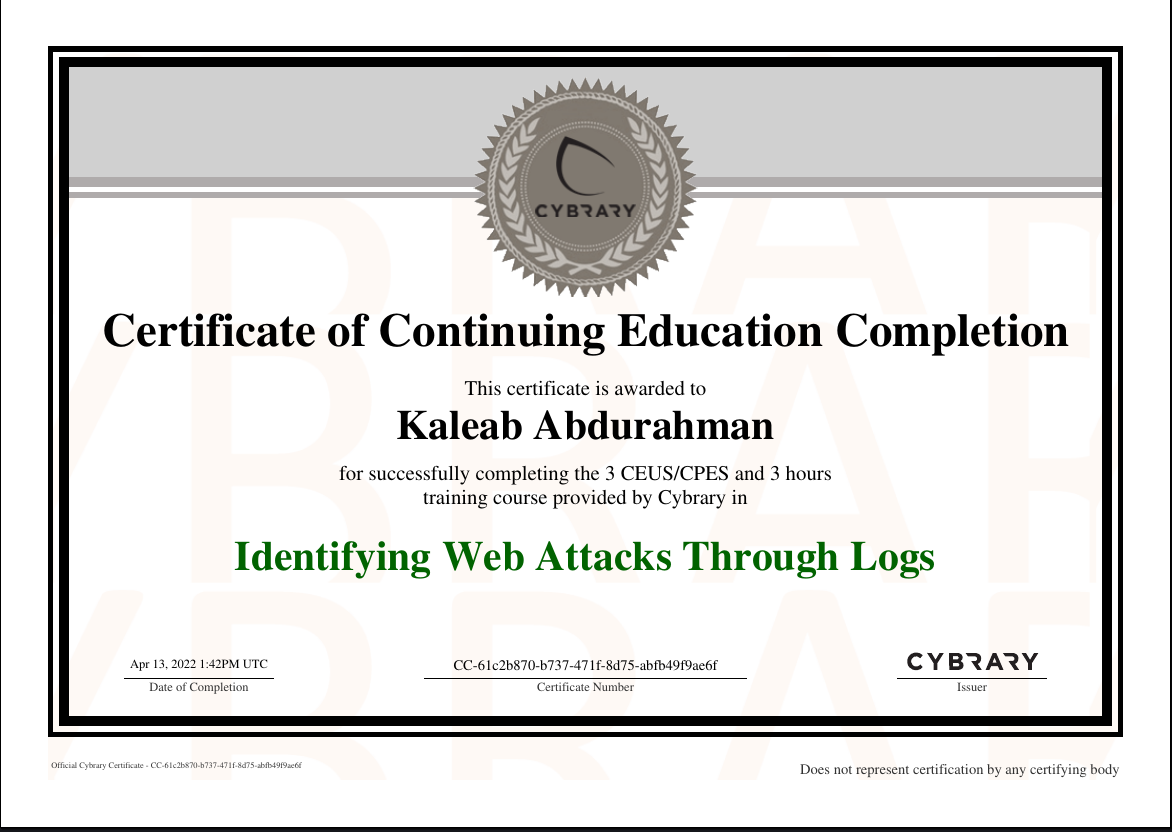 CYBRARY
Certificate of Continuing Education Completion
This certificate is awarded to
Kaleab Abdurahman
for successfully completing the 3 CEUS/CPES and 3 hours
training course provided by Cybrary in
Identifying Web Attacks Through Logs
Apr 13, 2022 1:42PM UTC
Date of Completion
CC-61c2b870-b737-471f-8d75-abfb49f9ae6f
Certificate Number
CYBRARY
Issuer
Official Cybrary Certificate - CC-61c2b870-b737-471f-8d75-abfb49f9ae6f
Does not represent certification by any certifying body